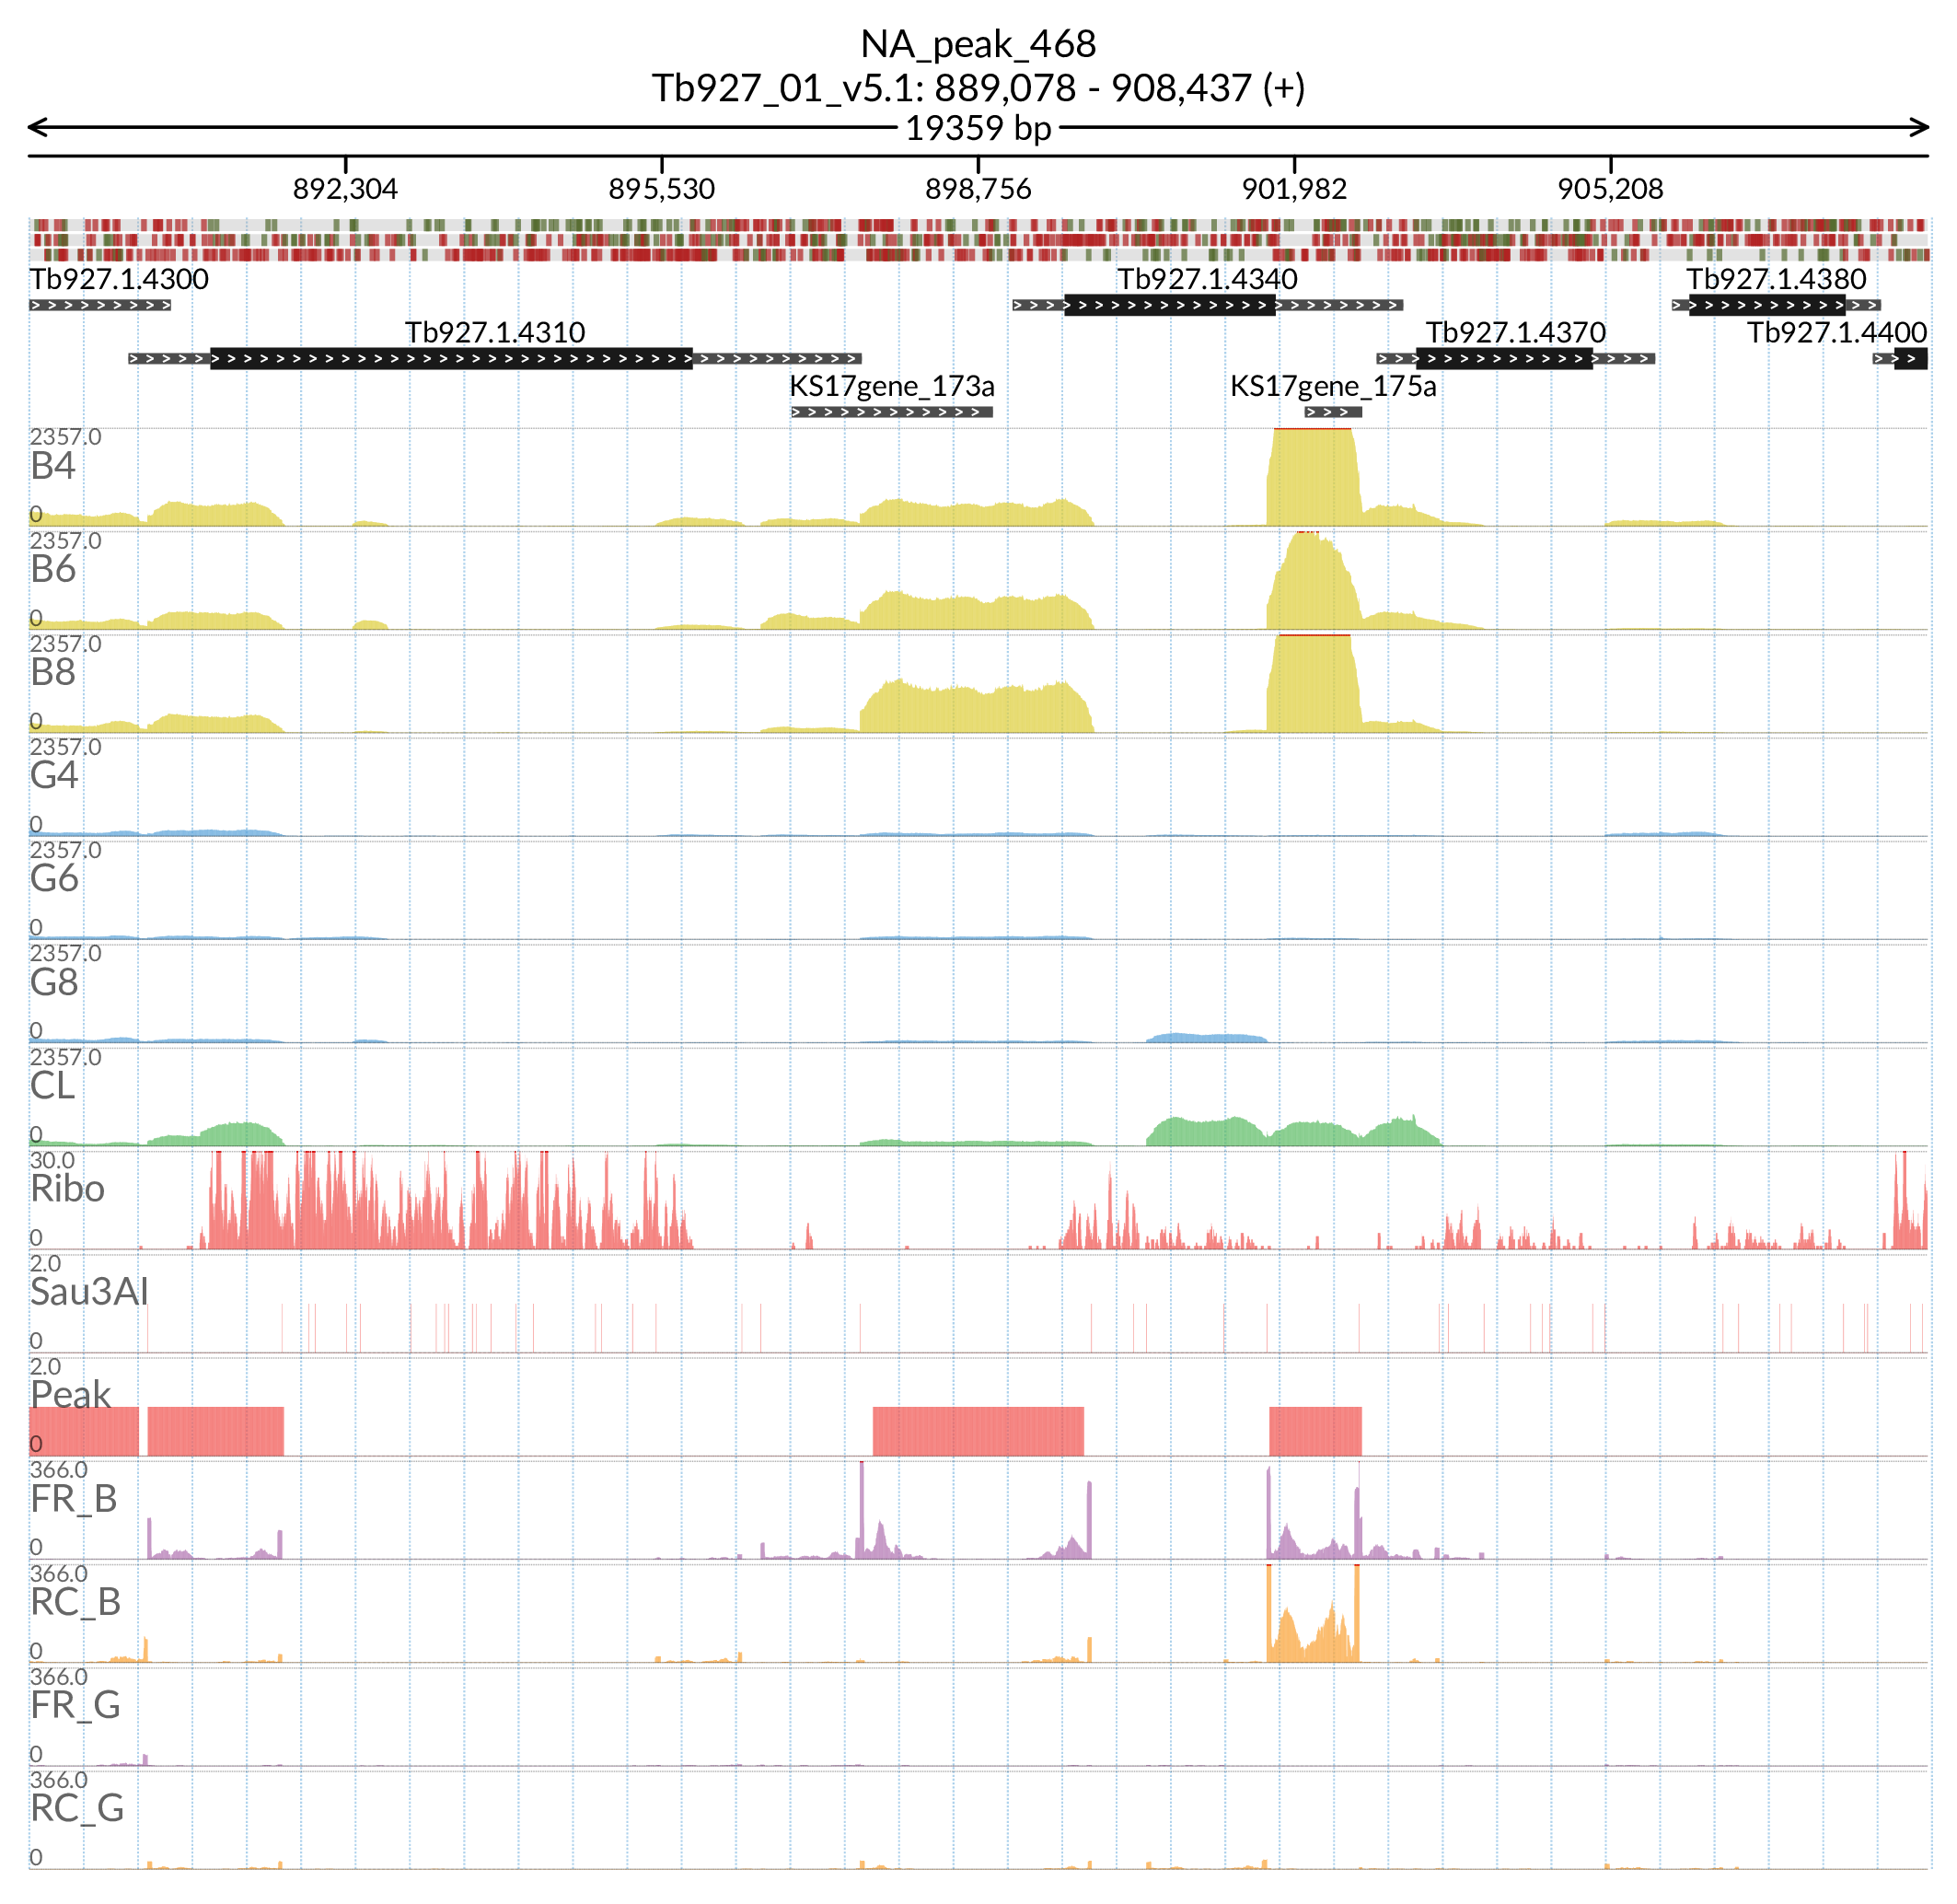 NA_peak_468
Tb927_01_v5.1: 889,078 - 908,437 (+)
19359 bp
892,304 895,530 898,756 901,982 905,208
Tb927.1.4300 Tb927.1.4340 Tb927.1.4380
Tb927.1.4310 Tb927.1.4370 Tb927.1.4400
KS17gene_173a KS17gene_175a
2357.0
B4
0
2357.0
B6
0
2357.0
B8
0
2357.0
G4
0
2357.0
G6
0
2357.0
G8
0
2357.0
CL
0
30.0
Ribo
0
2.0
Sau3AI
0
2.0
Peak
0
366.0
FR_B
0
366.0
RC_B
0
366.0
FR_G
0
366.0
RC_G
0